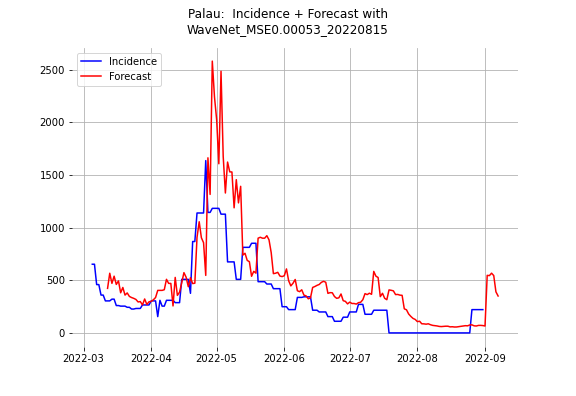 Palau:  Incidence + Forecast with
WaveNet_MSE0.00053_20220815
Incidence
Forecast
2500
2000
1500
1000
500
0
2022-03 2022-04 2022-05 2022-06 2022-07 2022-08 2022-09